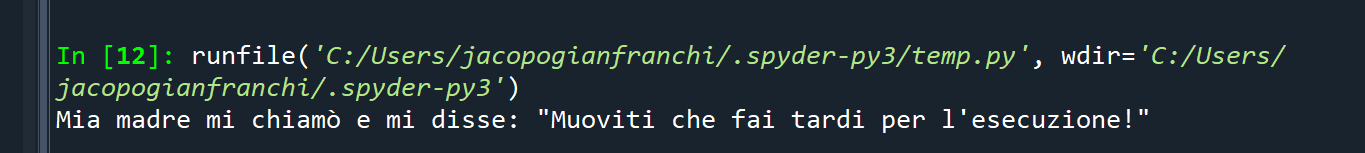 In [12]: runfile('C:/Users/jacopogianfranchi/.spyder-py3/temp.py', wdir='C:/Users/
jacopogianfranchi/.spyder-py3')
Mia madre mi chiamò e mi disse: "Muoviti che fai tardi per l'esecuzione!"